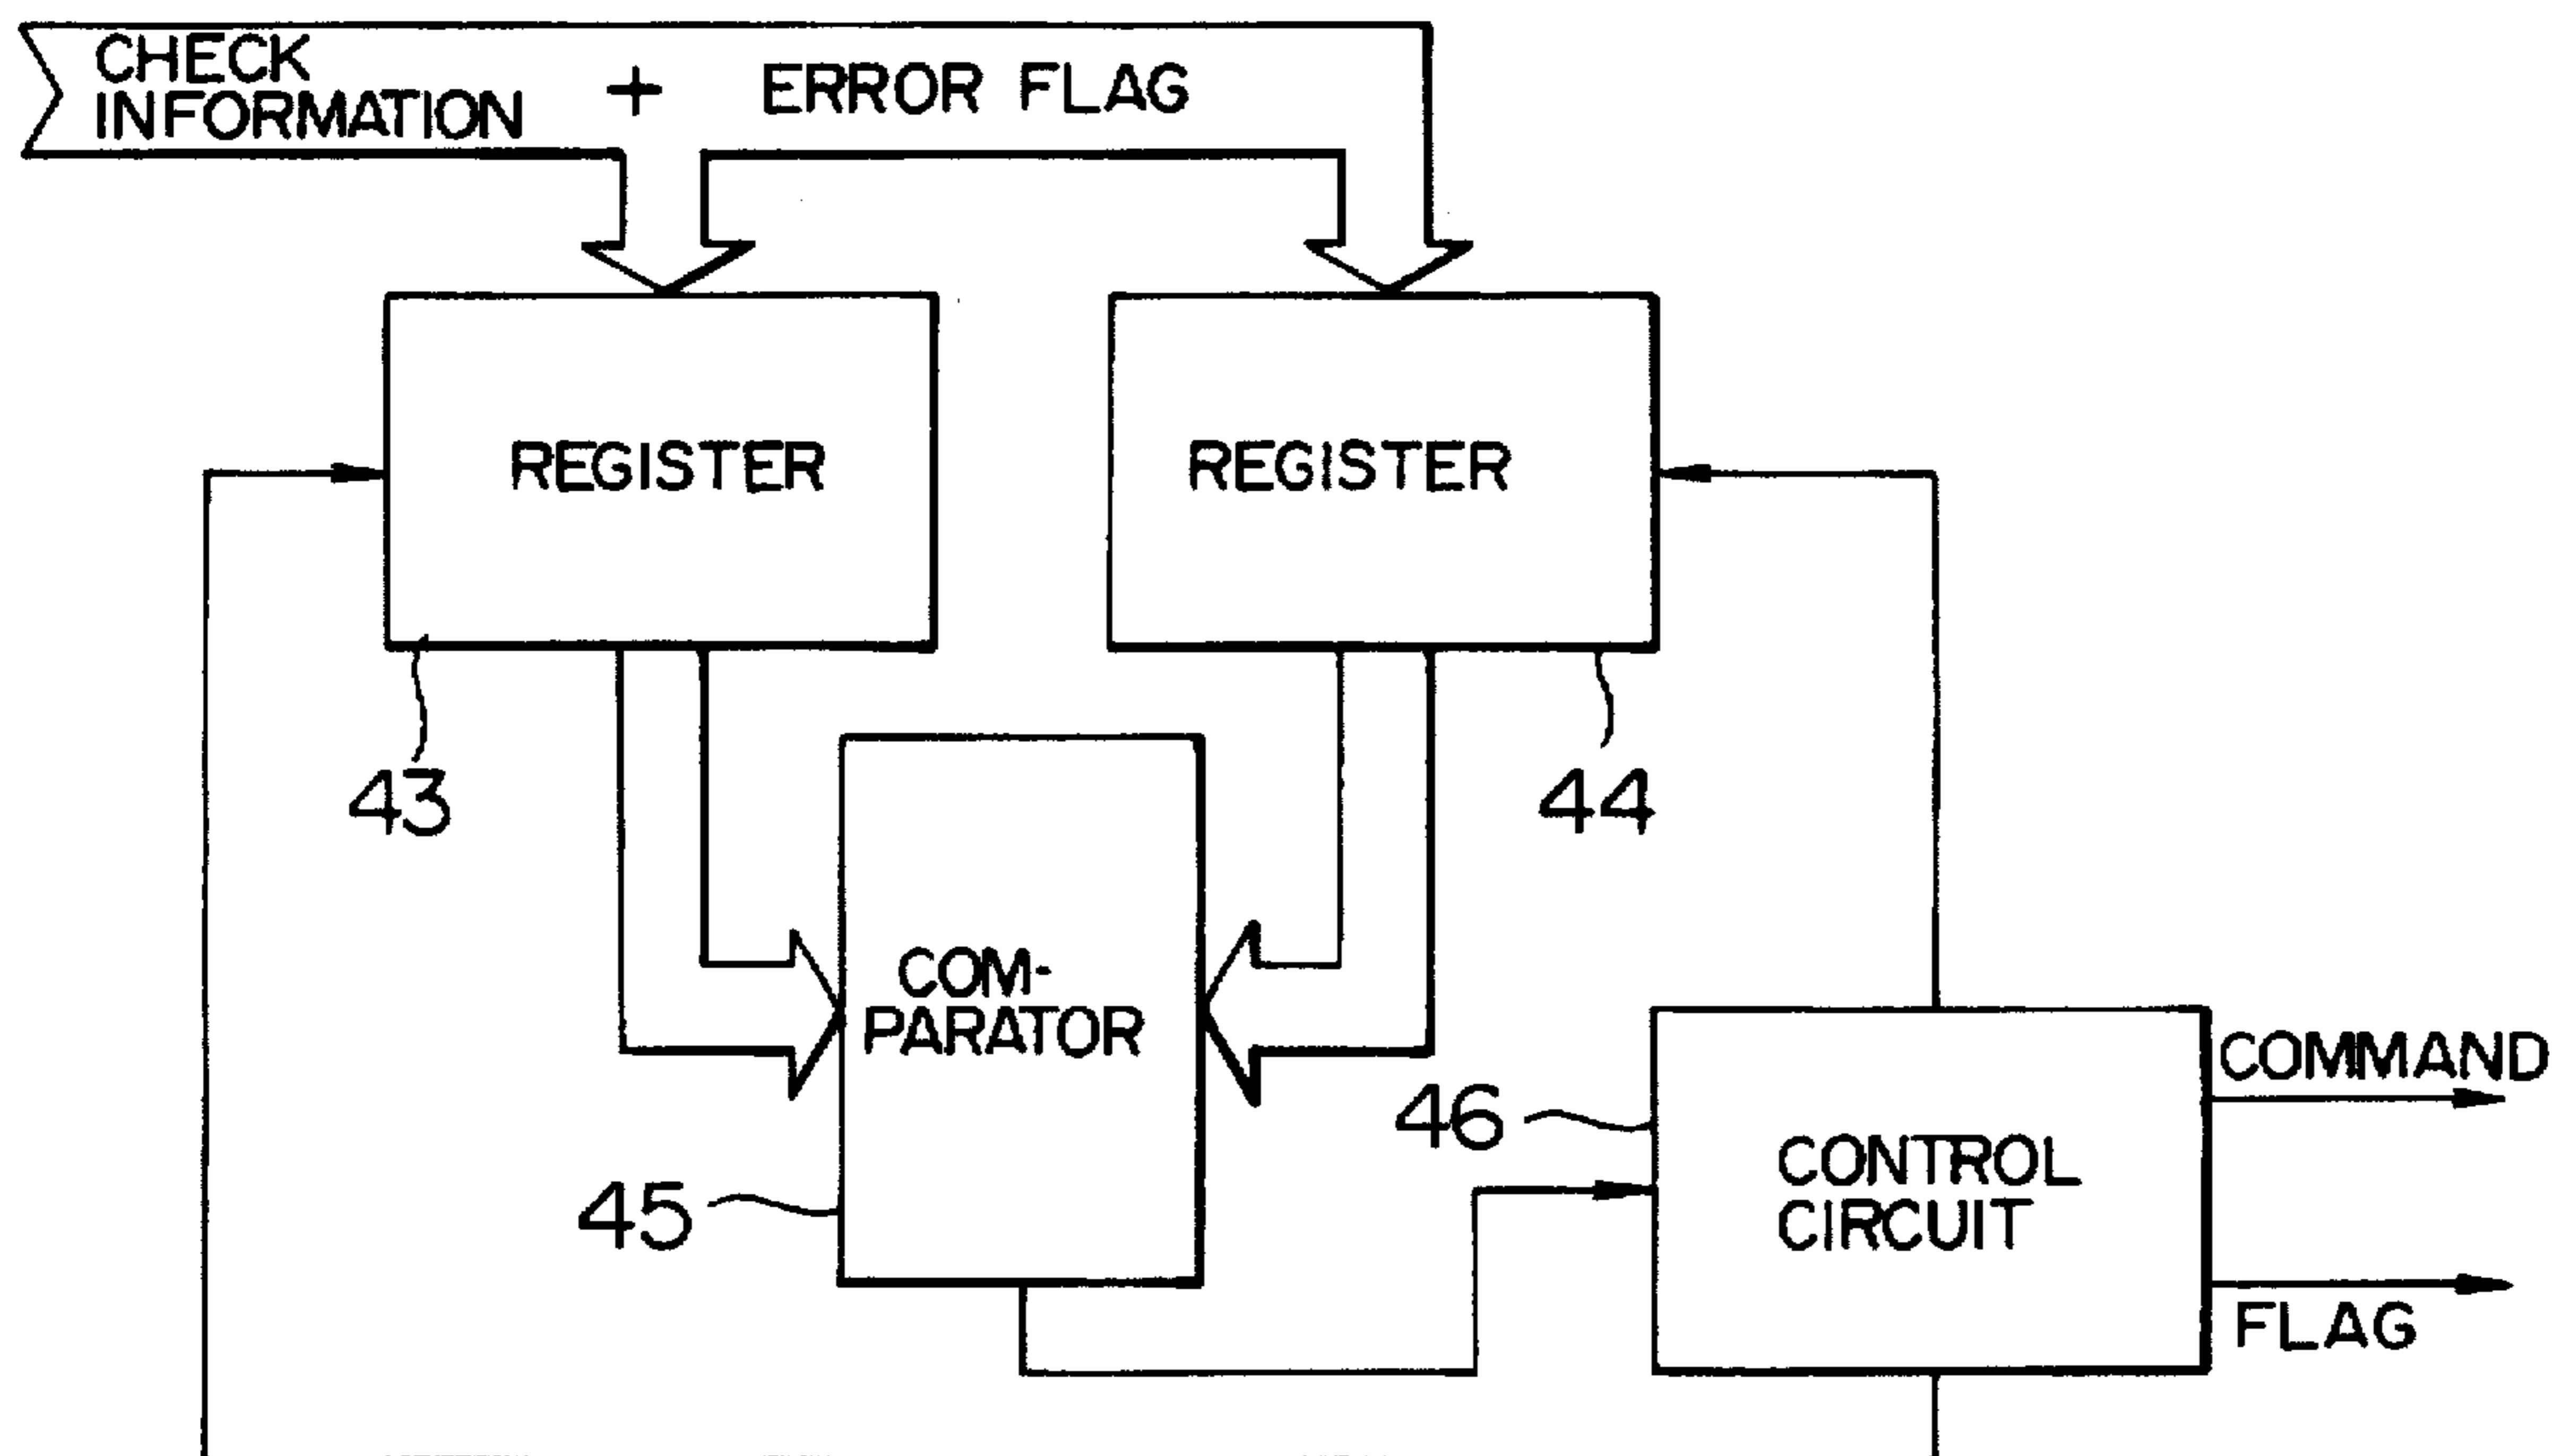 CHECK
INFORMATION + ERROR FLAG
REGISTER
REGISTER
43
44
COM-
PARATOR
45
46
CONTROL
CIRCUIT
COMMAND
FLAG